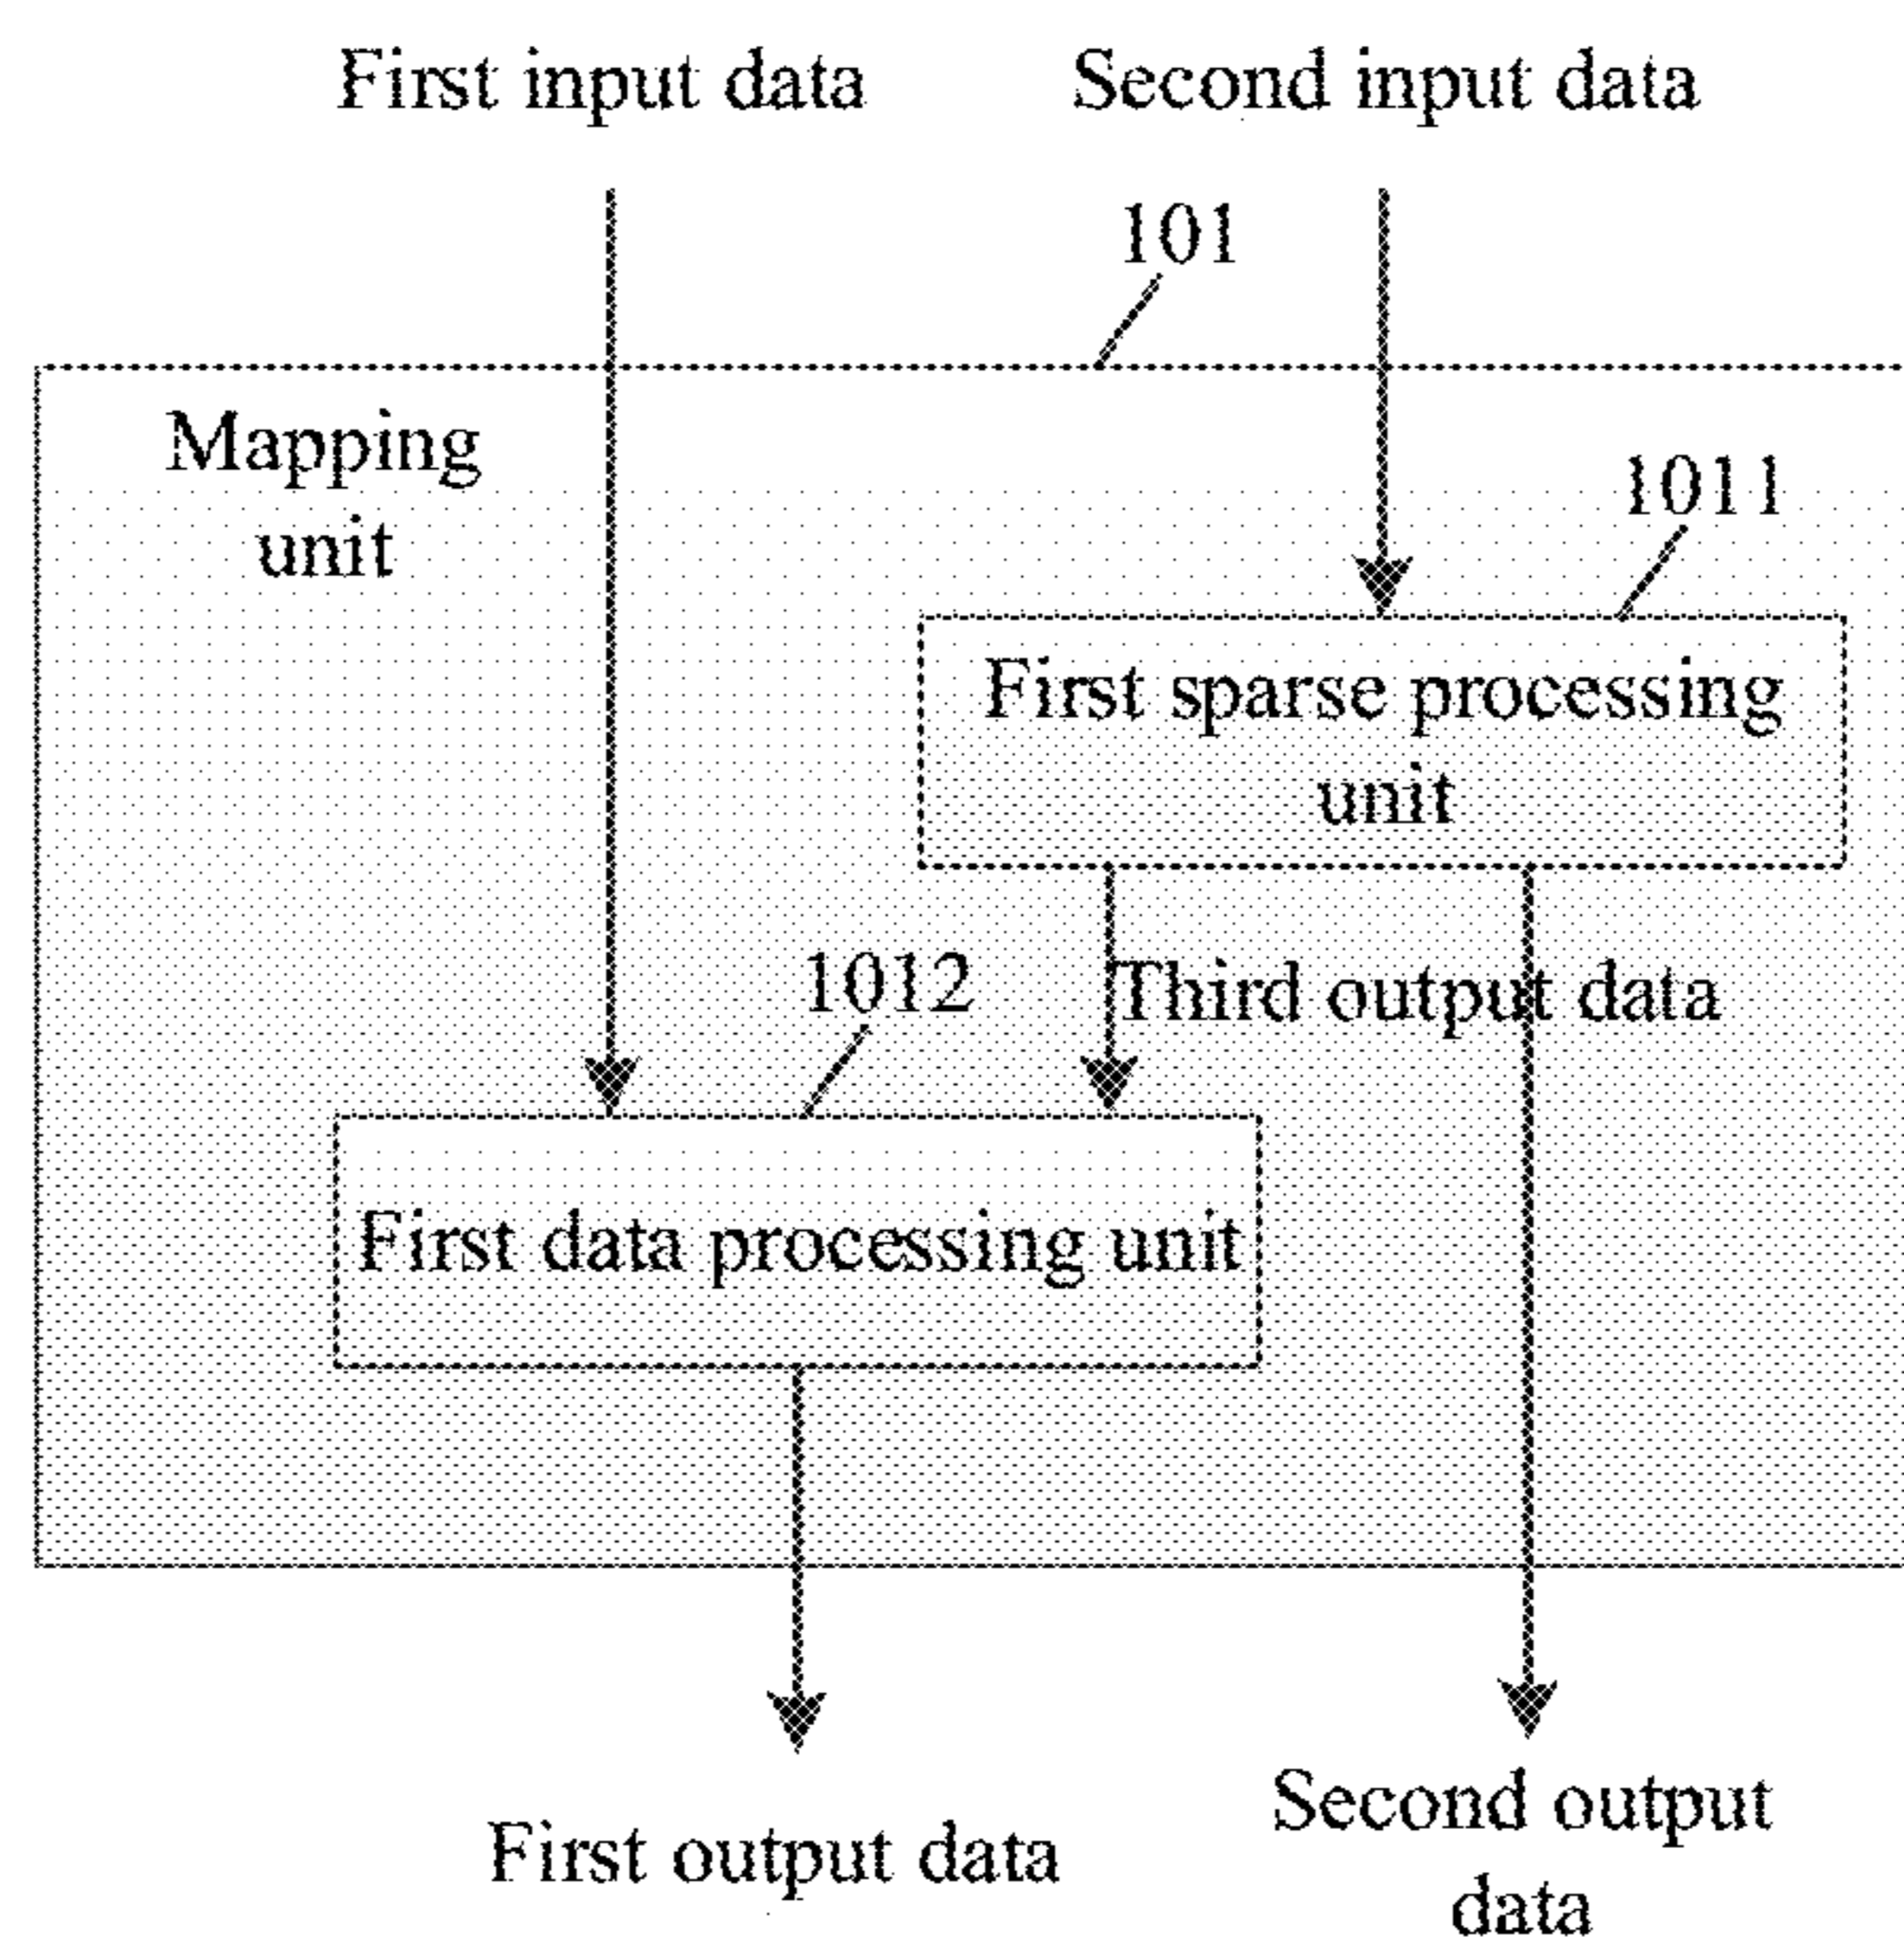 First input data
Second input data
101
Mapping
unit
1011
First sparse processing
unit
1012
Third output data
First data processing unit
First output data
Second output
data